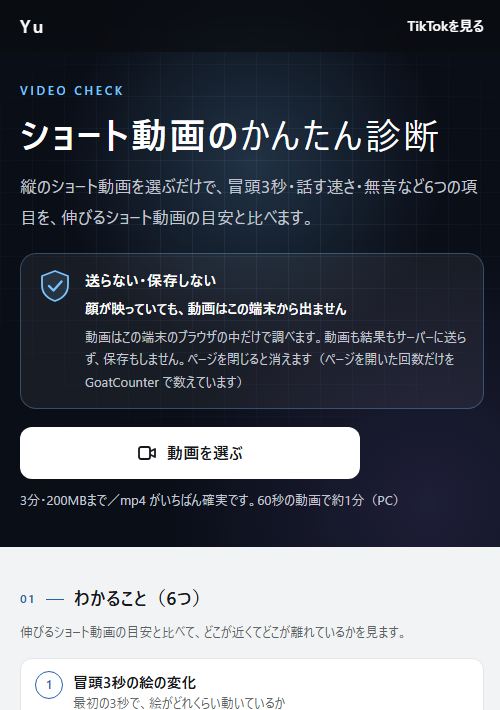 Yu
TikTokを見る
VIDEO CHECK
ショート動画のかんたん診断
縦のショート動画を選ぶだけで、冒頭3秒・話す速さ・無音など6つの項
目を、伸びるショート動画の目安と比べます。
送らない・保存しない
顔が映っていても、動画はこの端末から出ません
動画はこの端末のブラウザの中だけで調べます。動画も結果もサーバーに送ら
ず、保存もしません。ページを閉じると消えます（ページを開いた回数だけを
GoatCounter で数えています）
動画を選ぶ
3分・200MBまで／mp4 がいちばん確実です。60秒の動画で約1分（PC）
01 わかること（6つ）
伸びるショート動画の目安と比べて、どこが近くてどこが離れているかを見ます。
1 冒頭3秒の絵の変化
最初の3秒で、絵がどれくらい動いているか